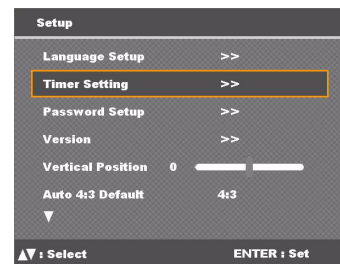 Setup
Language Setup >>
Timer Setting >>
Password Setup >>
Version >>
Vertical Position 0
Auto 4:3 Default 4:3
▼
▲▼ : Select ENTER : Set